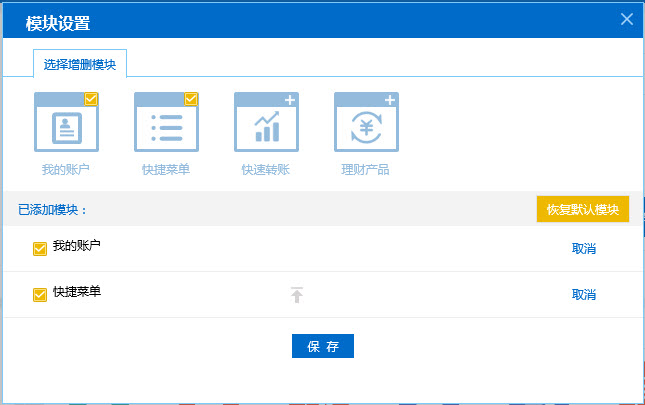 模块设置
选择增删模块
我的账户 快捷菜单 快速转账 理财产品
已添加模块： 恢复默认模块
我的账户 取消
快捷菜单 取消
保 存